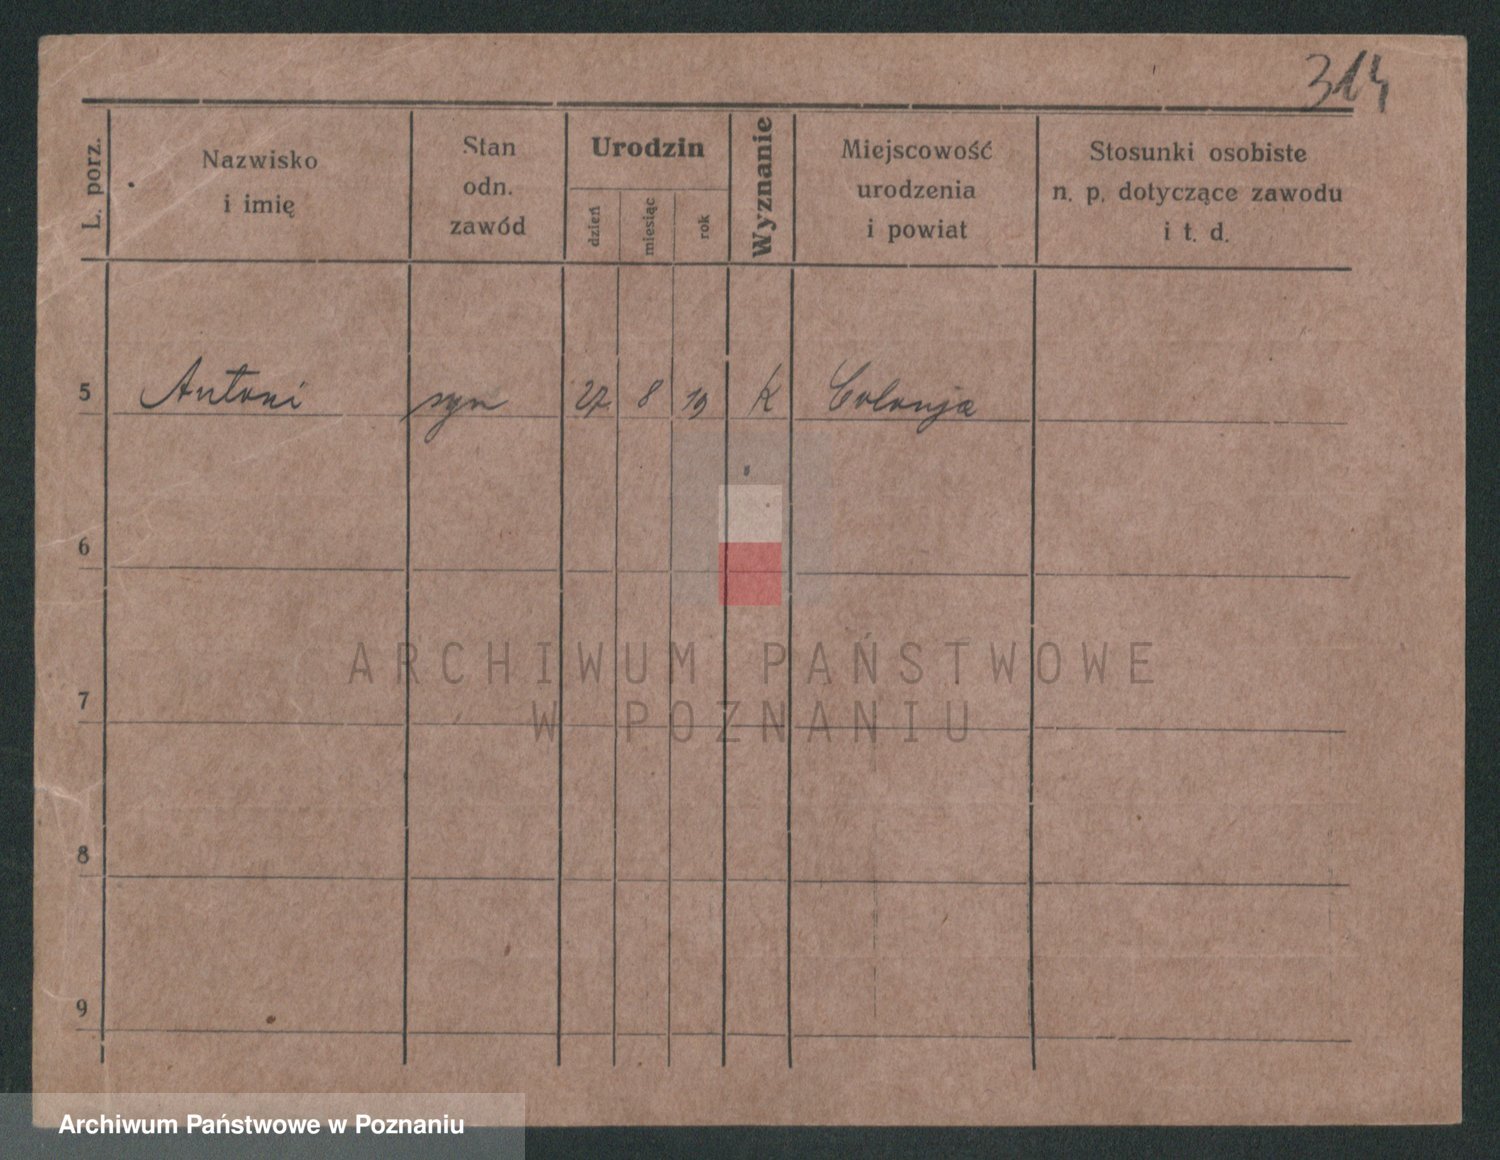 314
L. porz.
Nazwisko
i imię
Stan
odn.
zawód
Urodzin
dzień
miesiąc
rok
Wyznanie
Miejscowość
urodzenia
i powiat
Stosunki osobiste
n. p. dotyczące zawodu
i t. d.
5 Antoni syn 27. 8 19 K Colonja
6
7
8
9
ARCHIWUM PAŃSTWOWE
W POZNANIU
Archiwum Państwowe w Poznaniu